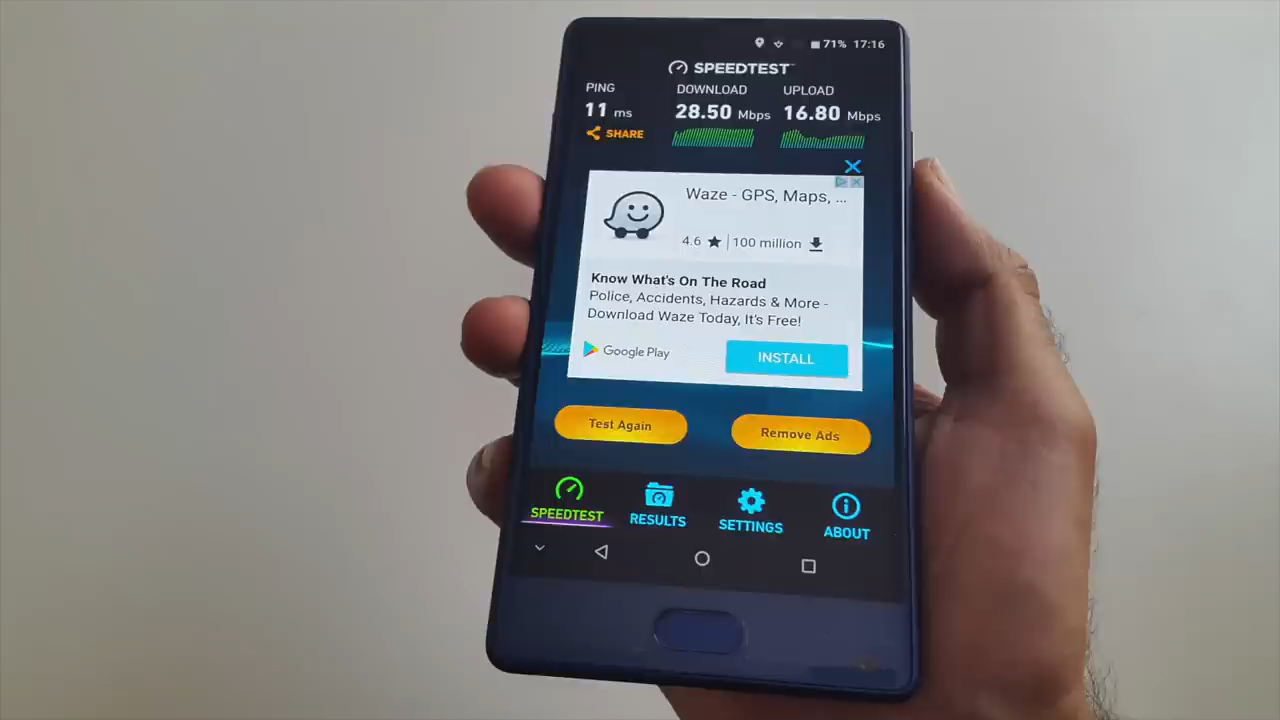 71% 17:16
SPEEDTEST
PING DOWNLOAD UPLOAD
11 ms 28.50 Mbps 16.80 Mbps
SHARE
Waze - GPS, Maps, ...
4.6 ★ | 100 million
Know What's On The Road
Police, Accidents, Hazards & More -
Download Waze Today, It's Free!
Google Play INSTALL
Test Again Remove Ads
SPEEDTEST RESULTS SETTINGS ABOUT